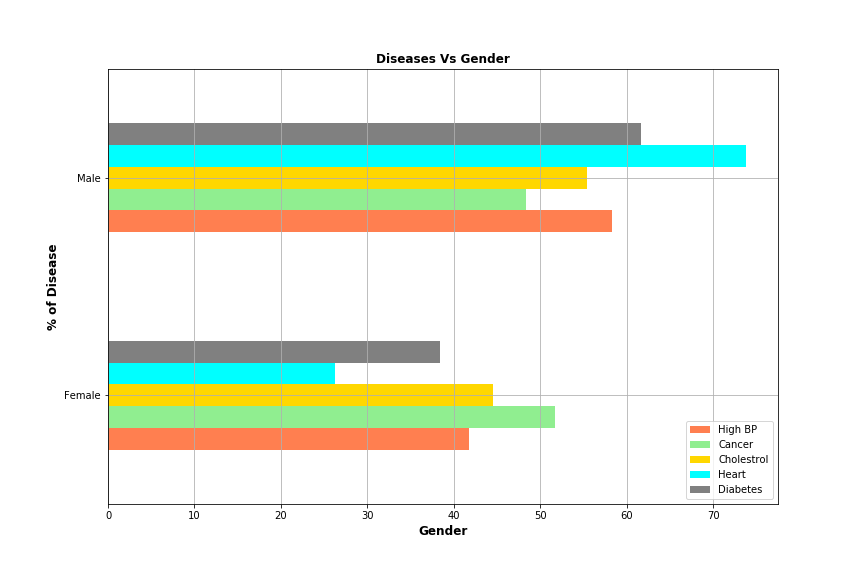 Diseases Vs Gender
% of Disease
Male
Female
High BP
Cancer
Cholestrol
Heart
Diabetes
0 10 20 30 40 50 60 70
Gender